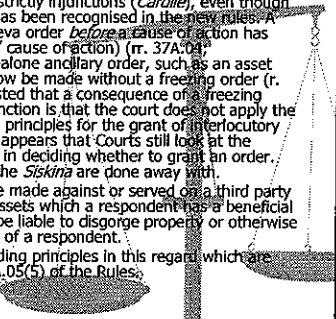 strictly injunctions (Cardile), even though
has been recognised in the new rules. A
eva order before a cause of action has
/ cause of action) (rr. 37A.04;
alone ancillary order, such as an asset
ow be made without a freezing order (r.
sted that a consequence of a freezing
nction is that the court does not apply the
principles for the grant of interlocutory
appears that Courts still look at the
in deciding whether to grant an order.
the Siskina are done away with.
e made against or served on a third party
assets which a respondent has a beneficial
be liable to disgorge property or otherwise
of a respondent.
ding principles in this regard which are
.05(5) of the Rules.